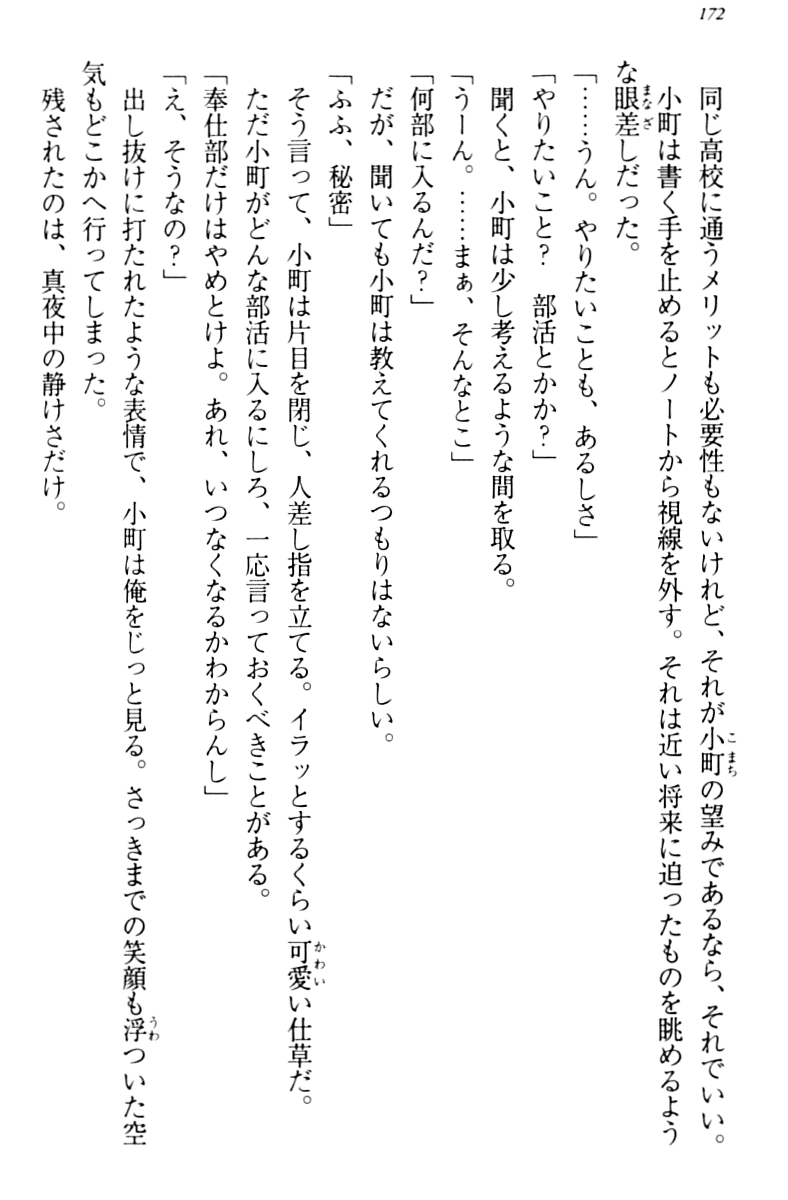 172
同じ高校に通うメリットも必要性もないけれど、それが小町の望みであるなら、それでいい。
小町は書く手を止めるとノートから視線を外す。それは近い将来に迫ったものを眺めるよう
な眼差しだった。
「……うん。やりたいことも、あるしさ」
「やりたいこと？　部活とかか？」
聞くと、小町は少し考えるような間を取る。
「うーん。……まぁ、そんなとこ」
「何部に入るんだ？」
だが、聞いても小町は教えてくれるつもりはないらしい。
「ふふ、秘密」
そう言って、小町は片目を閉じ、人差し指を立てる。イラッとするくらい可愛い仕草だ。
ただ小町がどんな部活に入るにしろ、一応言っておくべきことがある。
「奉仕部だけはやめとけよ。あれ、いつなくなるかわからんし」
「え、そうなの？」
出し抜けに打たれたような表情で、小町は俺をじっと見る。さっきまでの笑顔も浮ついた空
気もどこかへ行ってしまった。
残されたのは、真夜中の静けさだけ。